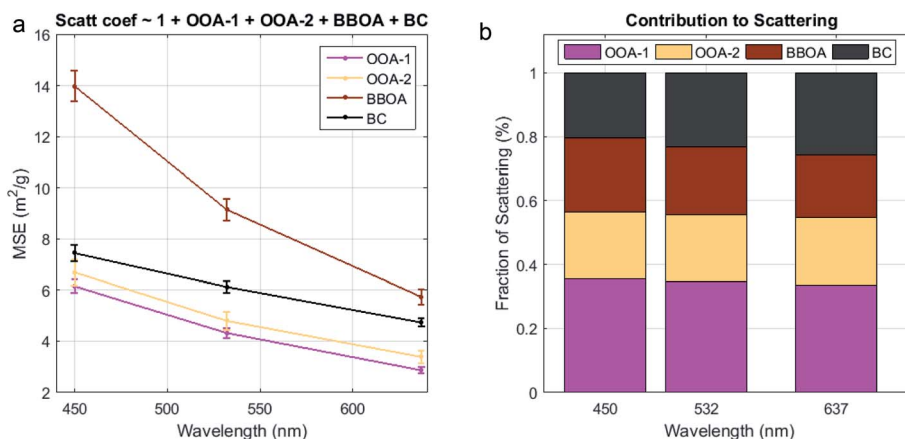 a
Scatt coef ~ 1 + OOA-1 + OOA-2 + BBOA + BC
16
14
12
10
8
6
4
2
MSE (m²/g)
OOA-1
OOA-2
BBOA
BC
450
500
550
600
Wavelength (nm)
b
Contribution to Scattering
OOA-1 OOA-2 BBOA BC
1
0.8
0.6
0.4
0.2
0
Fraction of Scattering (%)
450
532
637
Wavelength (nm)